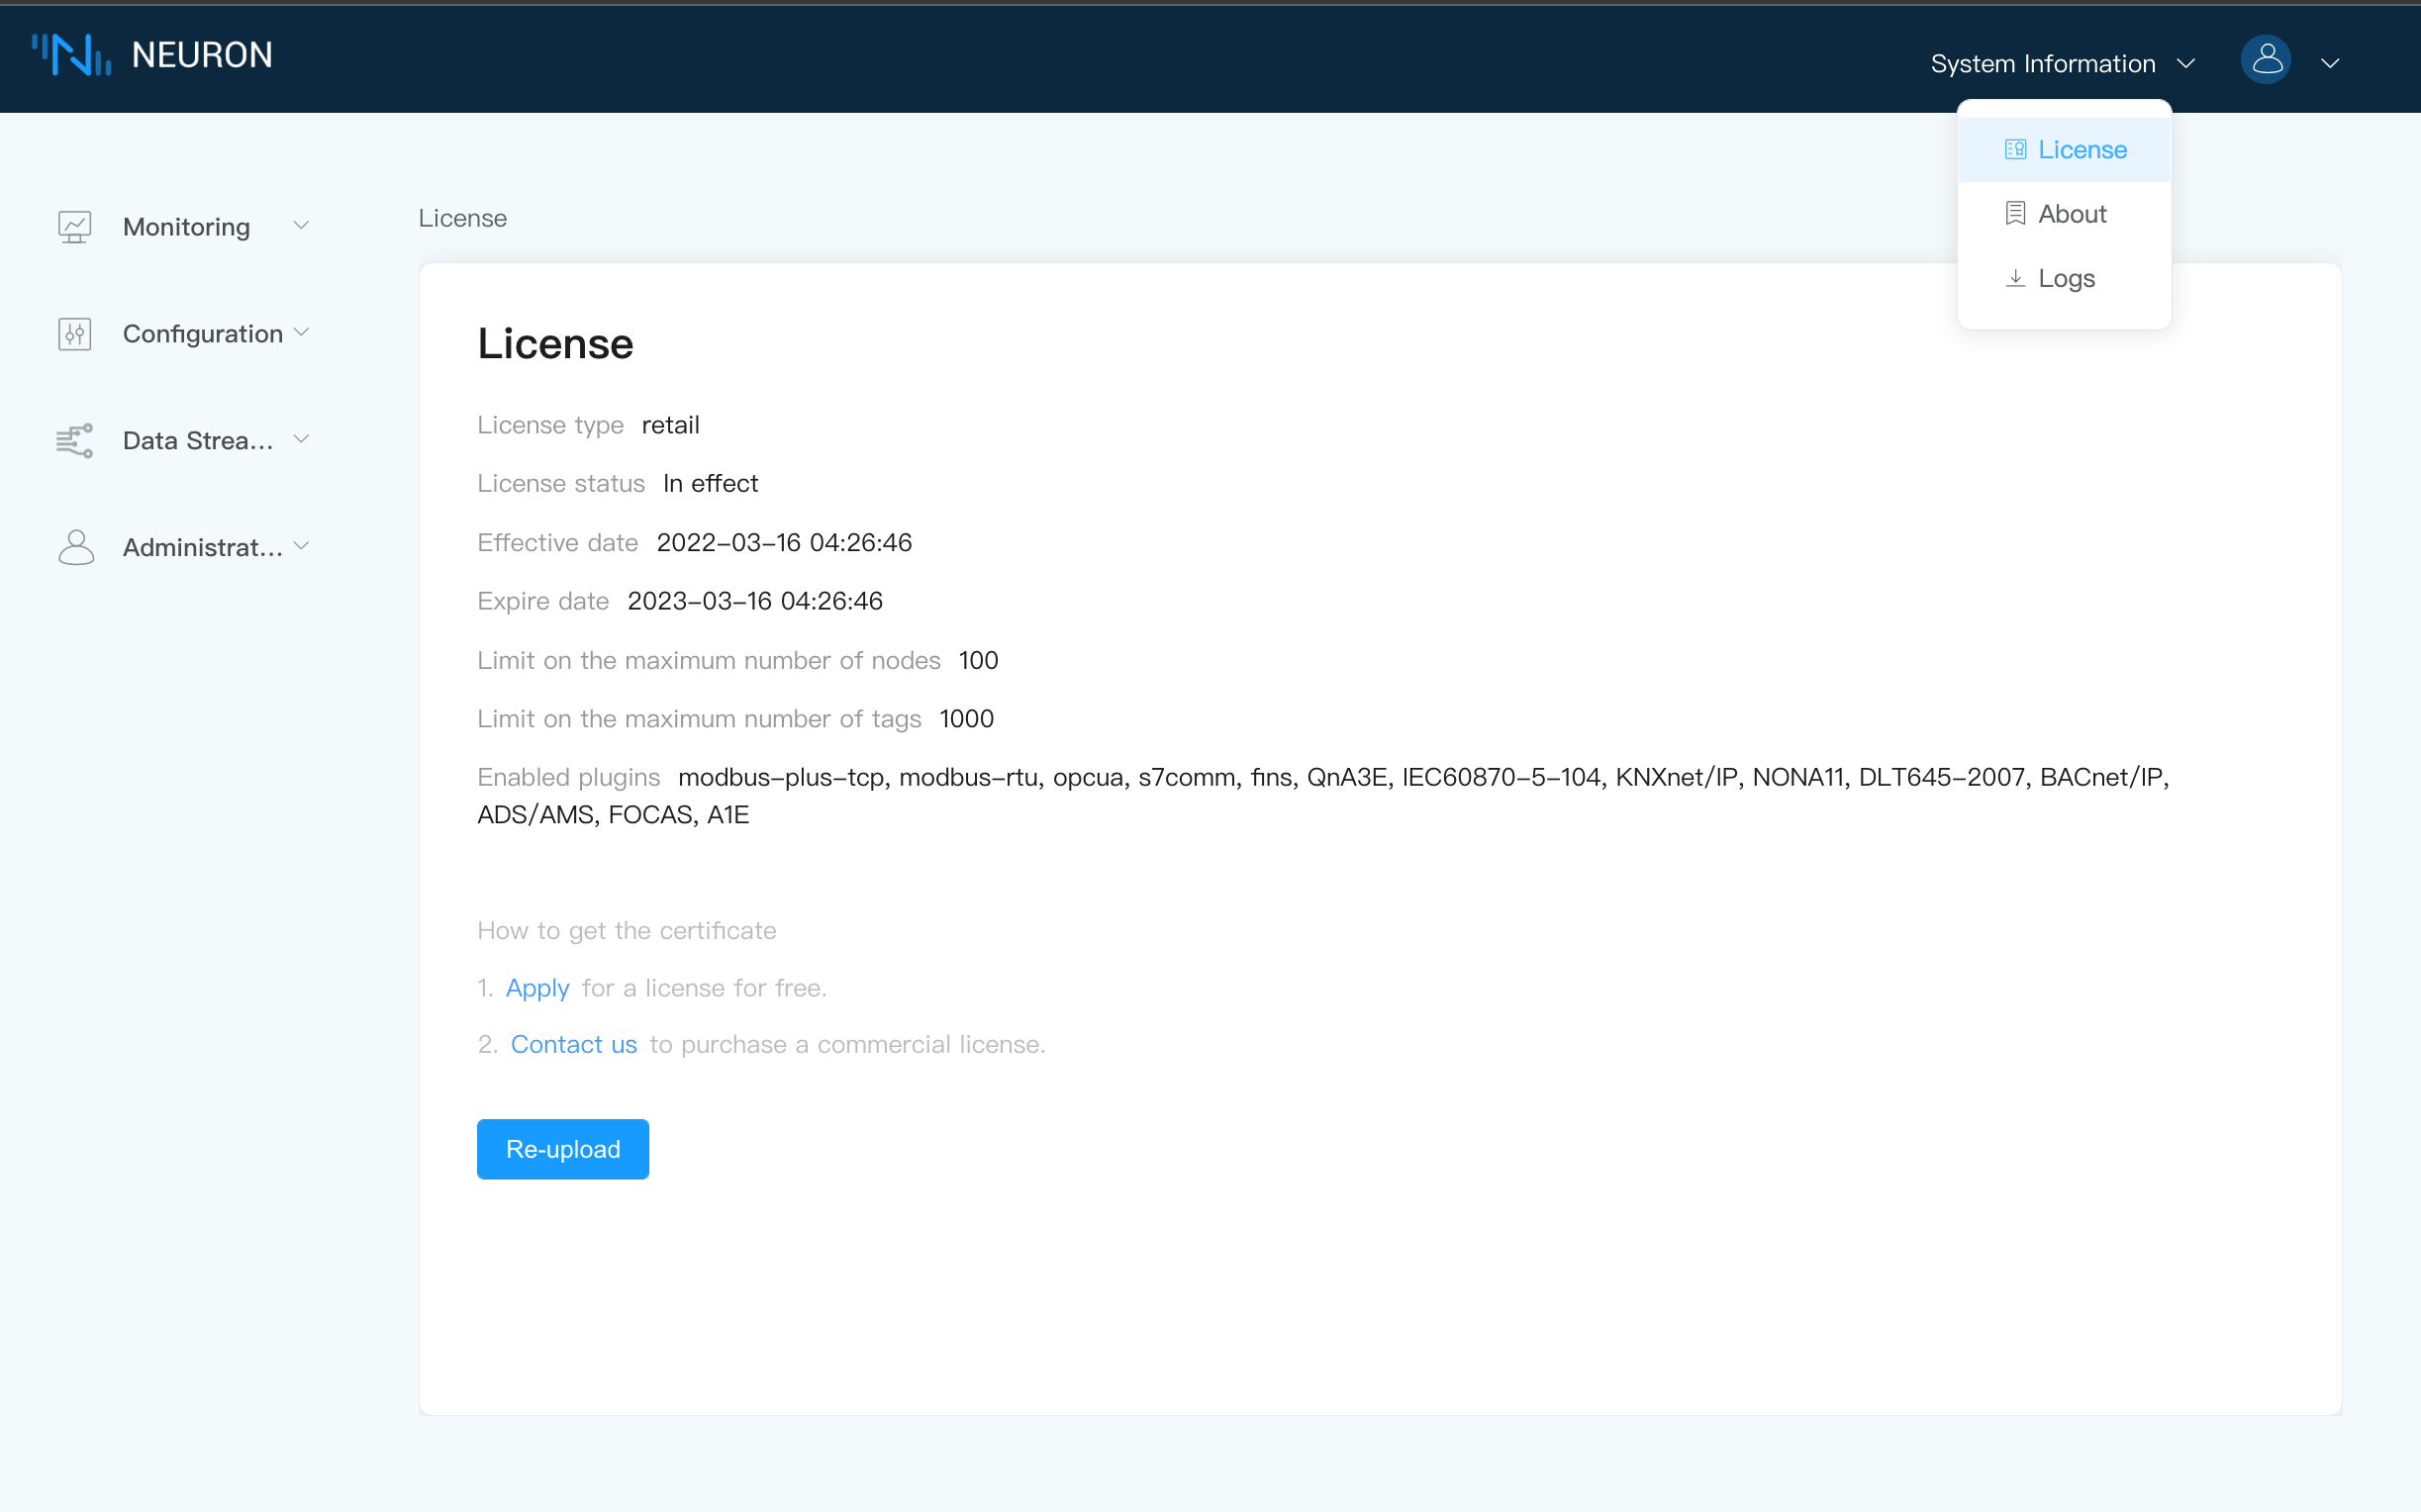 NEURON
System Information
License
About
Logs
Monitoring
Configuration
Data Strea...
Administrat...
License
License
License type retail
License status In effect
Effective date 2022-03-16 04:26:46
Expire date 2023-03-16 04:26:46
Limit on the maximum number of nodes 100
Limit on the maximum number of tags 1000
Enabled plugins modbus-plus-tcp, modbus-rtu, opcua, s7comm, fins, QnA3E, IEC60870-5-104, KNXnet/IP, NONA11, DLT645-2007, BACnet/IP,
ADS/AMS, FOCAS, A1E
How to get the certificate
1. Apply for a license for free.
2. Contact us to purchase a commercial license.
Re-upload